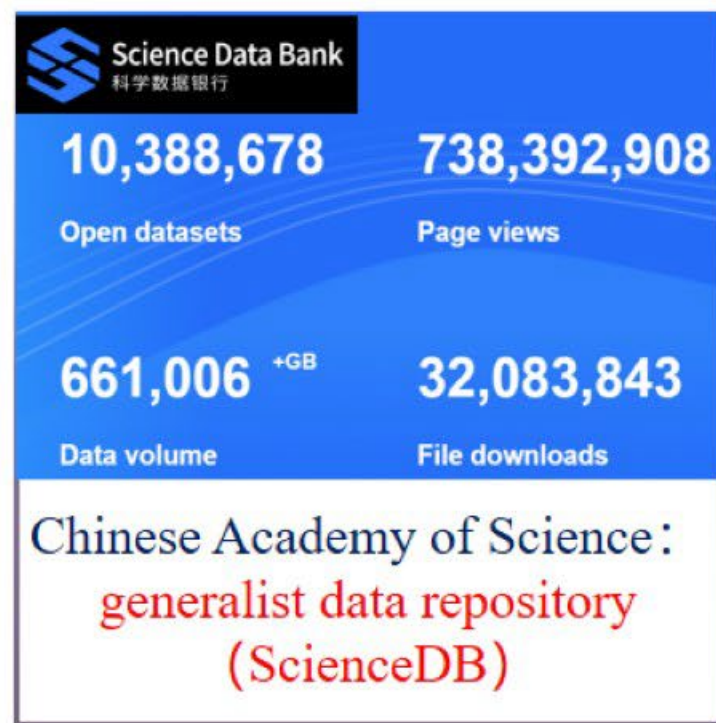 Science Data Bank
科学数据银行
10,388,678
738,392,908
Open datasets
Page views
661,006 +GB
32,083,843
Data volume
File downloads
Chinese Academy of Science：
generalist data repository
（ScienceDB）